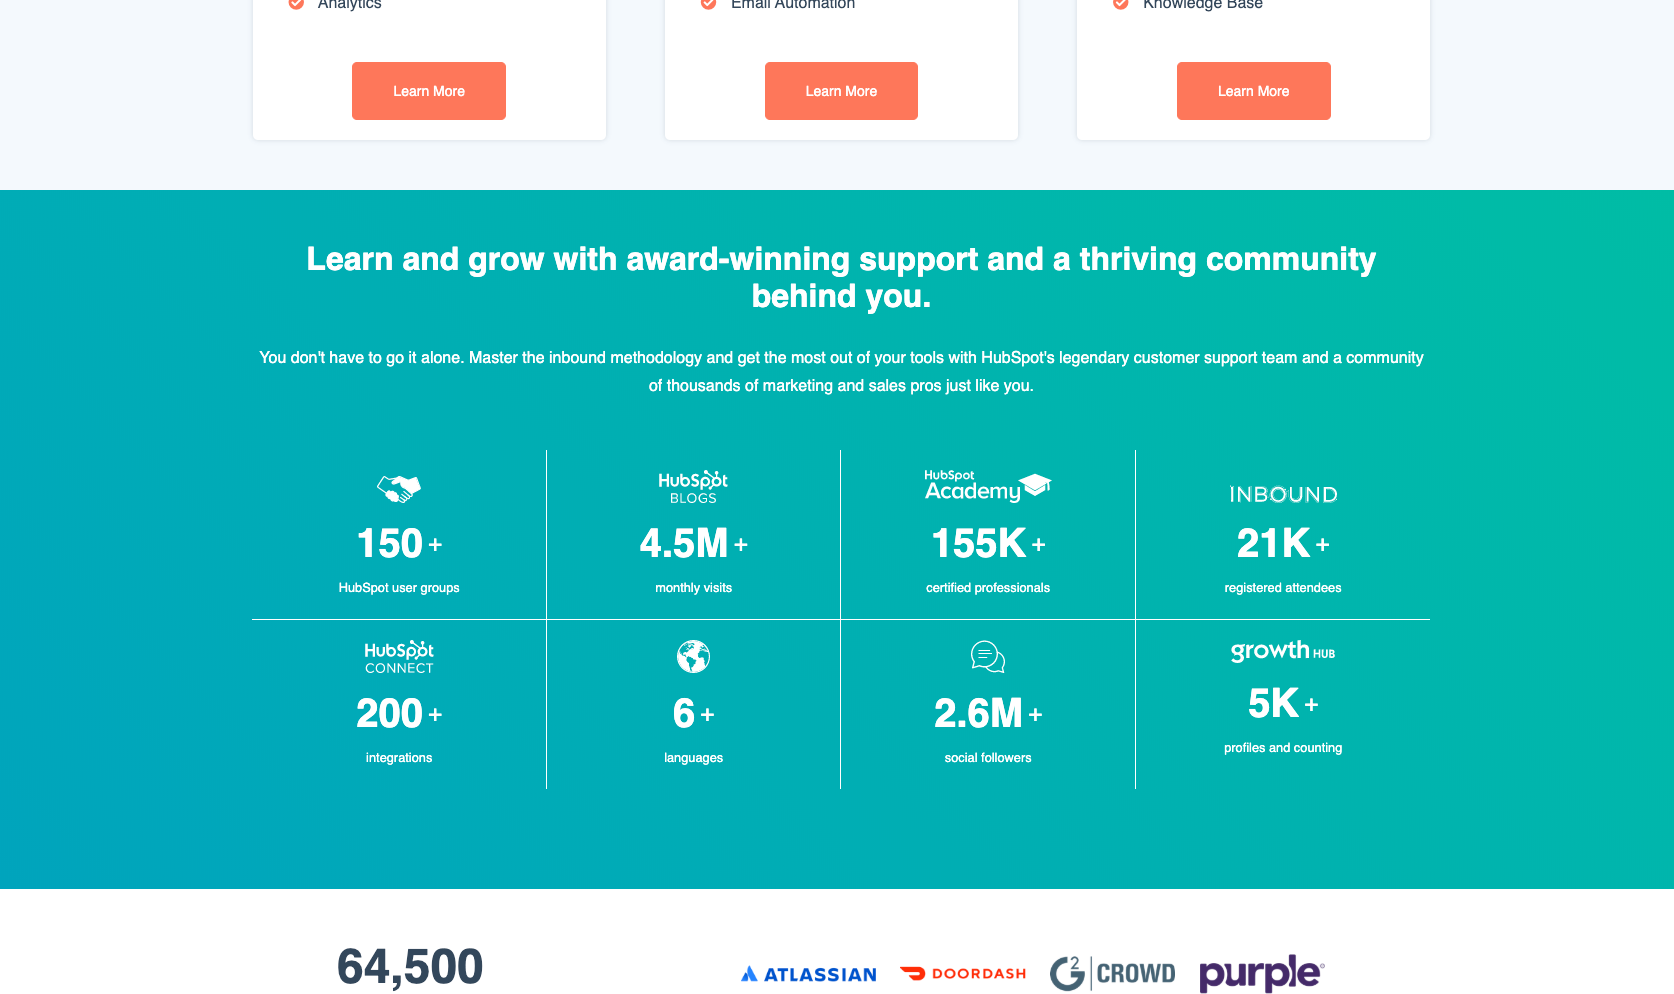 Analytics
Email Automation
Knowledge Base
Learn More
Learn More
Learn More
Learn and grow with award-winning support and a thriving community
behind you.
You don't have to go it alone. Master the inbound methodology and get the most out of your tools with HubSpot's legendary customer support team and a community
of thousands of marketing and sales pros just like you.
150 +
HubSpot user groups
HubSpot
BLOGS
4.5M +
monthly visits
HubSpot
Academy
155K +
certified professionals
INBOUND
21K +
registered attendees
HubSpot
CONNECT
200 +
integrations
6 +
languages
2.6M +
social followers
growth HUB
5K +
profiles and counting
64,500
ATLASSIAN
DOORDASH
G2 | CROWD
purple